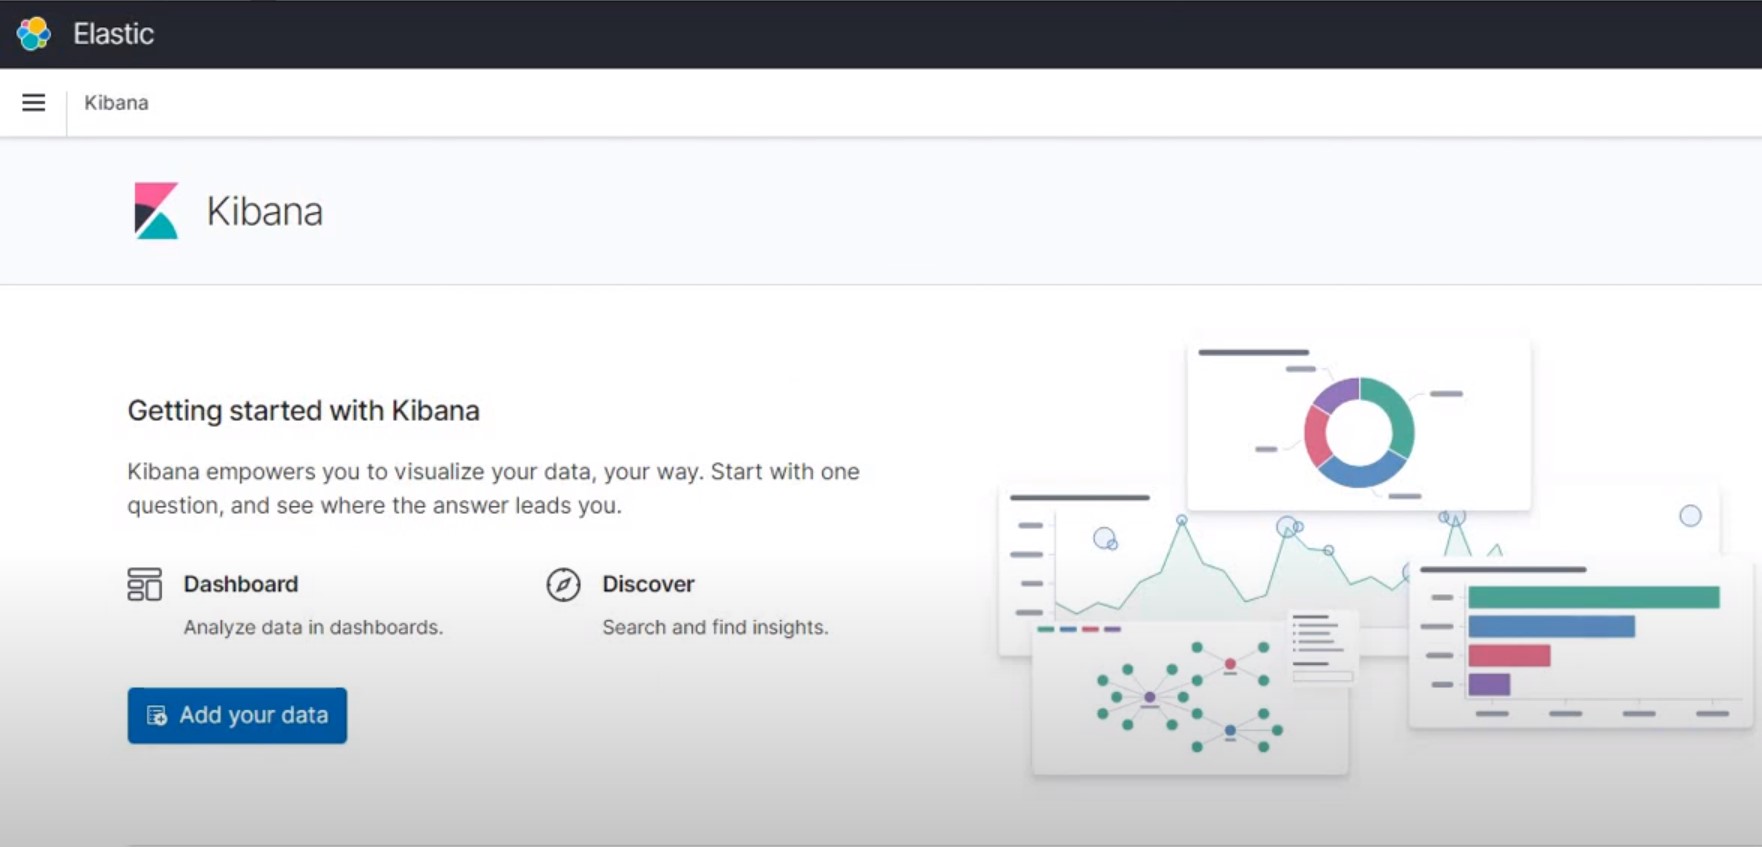 Elastic
Kibana
Kibana
Getting started with Kibana
Kibana empowers you to visualize your data, your way. Start with one
question, and see where the answer leads you.
Dashboard
Analyze data in dashboards.
Discover
Search and find insights.
Add your data